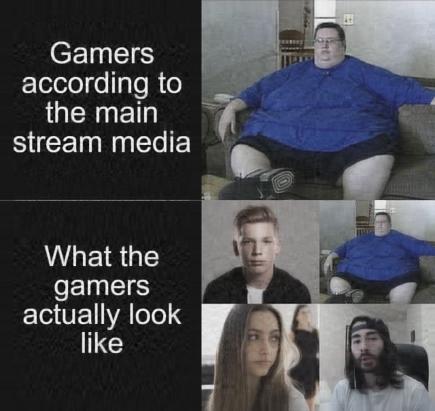 Gamers
according to
the main
stream media
What the
gamers
actually look
like